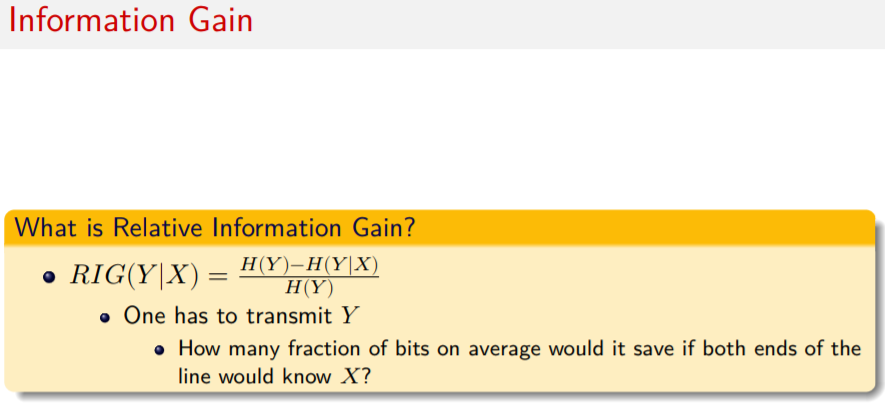 Information Gain
What is Relative Information Gain?
RIG(Y|X) = \frac{H(Y)-H(Y|X)}{H(Y)}
One has to transmit Y
How many fraction of bits on average would it save if both ends of the
line would know X?